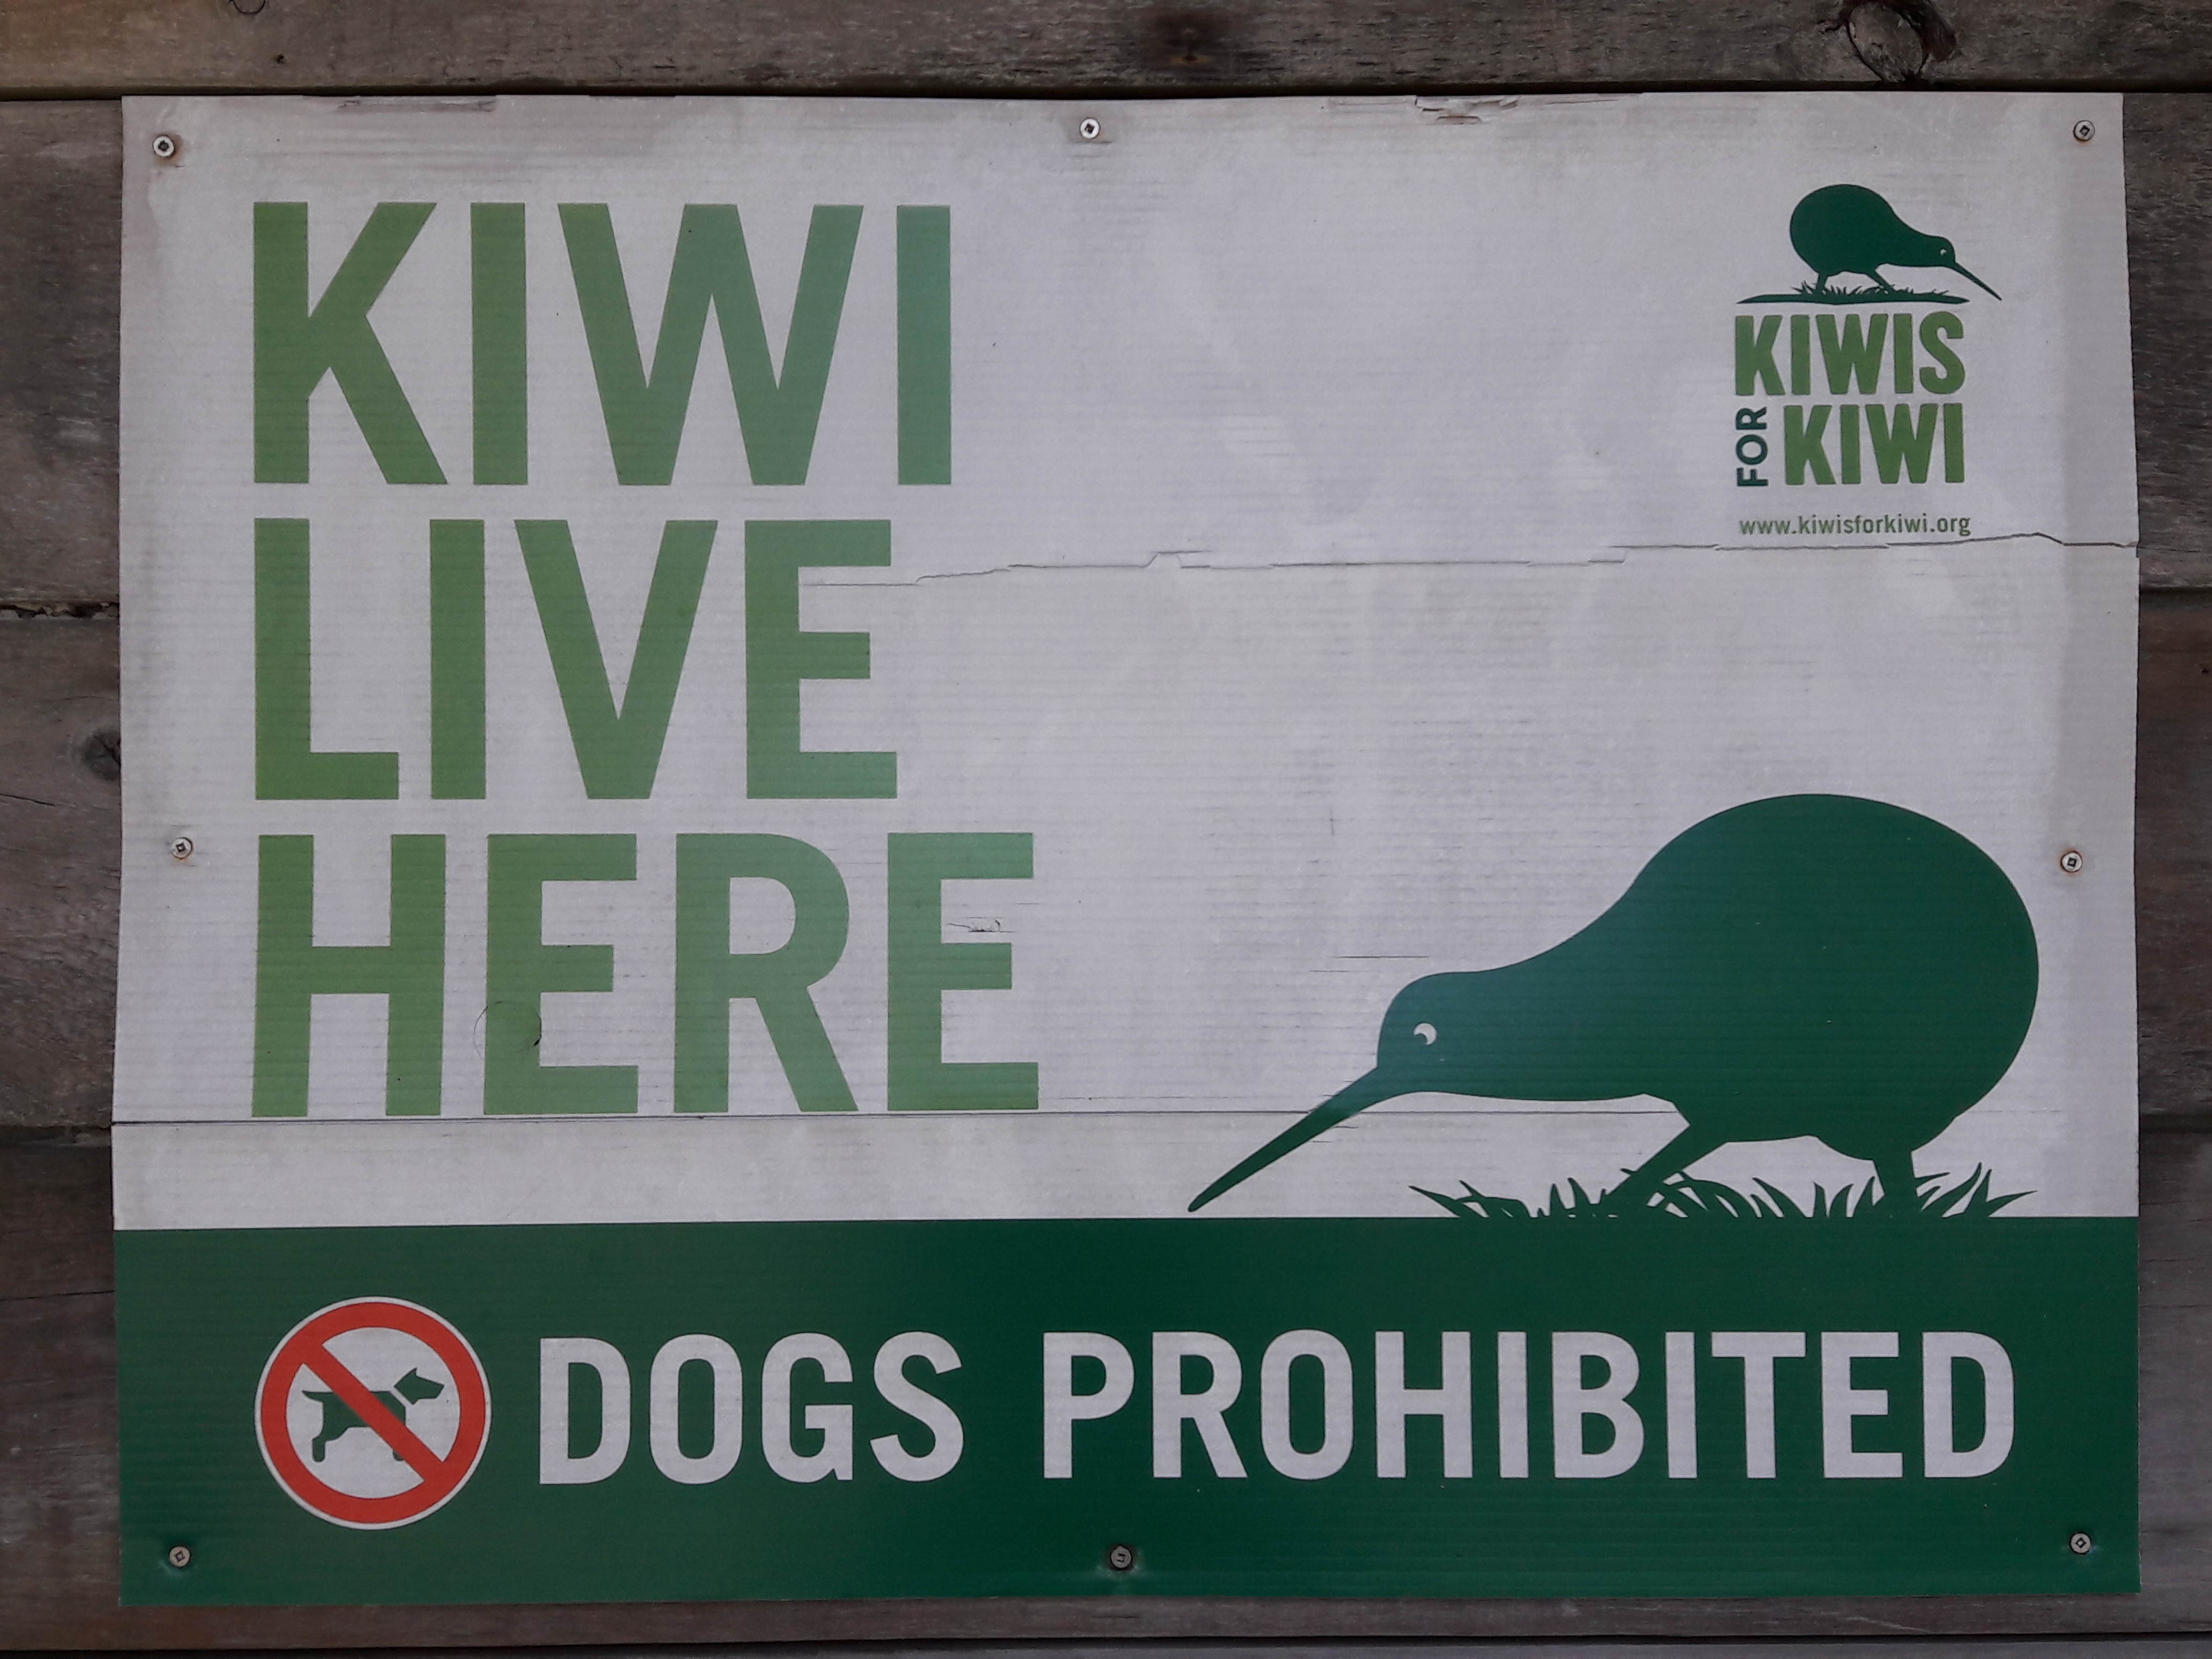 KIWI
LIVE
HERE
KIWIS
FOR KIWI
www.kiwisforkiwi.org
DOGS PROHIBITED